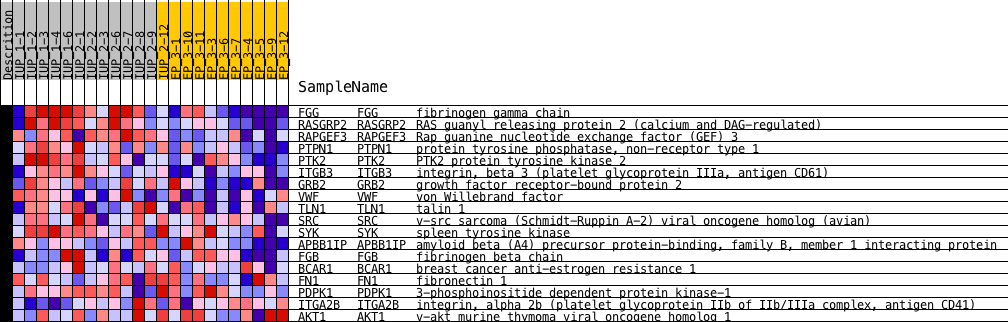 Descrition
IUP_1-1
IUP_1-2
IUP_1-3
IUP_1-4
IUP_1-6
IUP_2-1
IUP_2-2
IUP_2-3
IUP_2-6
IUP_2-7
IUP_2-8
IUP_2-9
IUP_2-12
EP_3-1
EP_3-10
EP_3-11
EP_3-3
EP_3-6
EP_3-7
EP_3-4
EP_3-5
EP_3-9
EP_3-12
SampleName
FGG FGG fibrinogen gamma chain
RASGRP2 RASGRP2 RAS guanyl releasing protein 2 (calcium and DAG-regulated)
RAPGEF3 RAPGEF3 Rap guanine nucleotide exchange factor (GEF) 3
PTPN1 PTPN1 protein tyrosine phosphatase, non-receptor type 1
PTK2 PTK2 PTK2 protein tyrosine kinase 2
ITGB3 ITGB3 integrin, beta 3 (platelet glycoprotein IIIa, antigen CD61)
GRB2 GRB2 growth factor receptor-bound protein 2
VWF VWF von Willebrand factor
TLN1 TLN1 talin 1
SRC SRC v-src sarcoma (Schmidt-Ruppin A-2) viral oncogene homolog (avian)
SYK SYK spleen tyrosine kinase
APBB1IP APBB1IP amyloid beta (A4) precursor protein-binding, family B, member 1 interacting protein
FGB FGB fibrinogen beta chain
BCAR1 BCAR1 breast cancer anti-estrogen resistance 1
FN1 FN1 fibronectin 1
PDPK1 PDPK1 3-phosphoinositide dependent protein kinase-1
ITGA2B ITGA2B integrin, alpha 2b (platelet glycoprotein IIb of IIb/IIIa complex, antigen CD41)
AKT1 AKT1 v-akt murine thymoma viral oncogene homolog 1